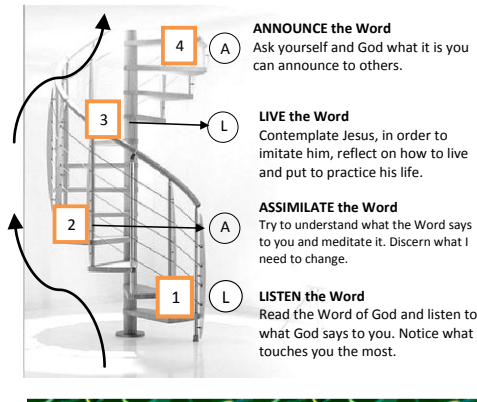 4
A
ANNOUNCE the Word
Ask yourself and God what it is you
can announce to others.
3
L
LIVE the Word
Contemplate Jesus, in order to
imitate him, reflect on how to live
and put to practice his life.
2
A
ASSIMILATE the Word
Try to understand what the Word says
to you and meditate it. Discern what I
need to change.
1
L
LISTEN the Word
Read the Word of God and listen to
what God says to you. Notice what
touches you the most.